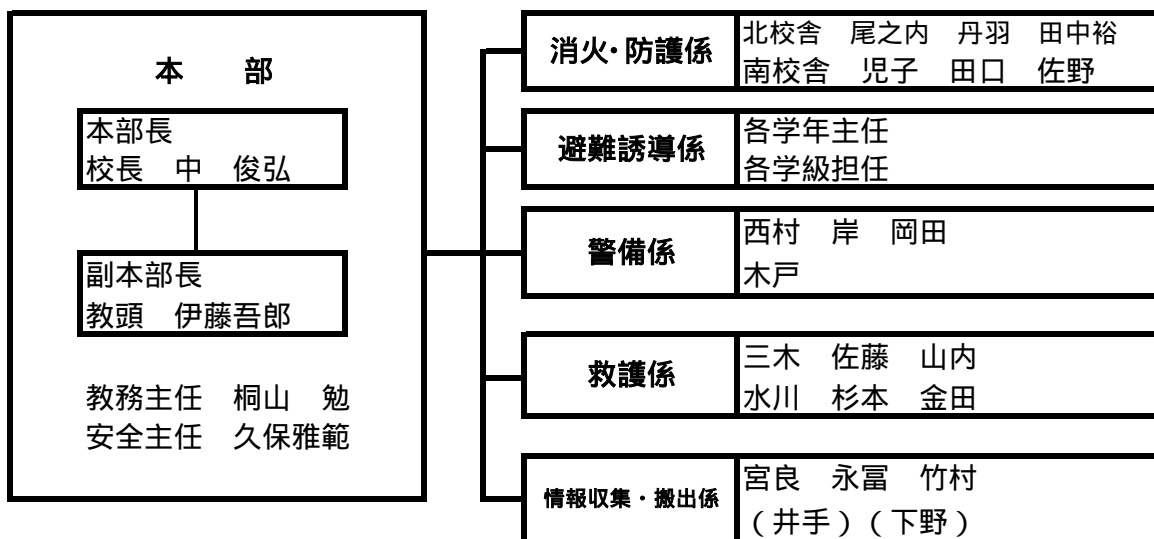 本　部
本部長
校長　中　俊弘
副本部長
教頭　伊藤吾郎
教務主任　桐山　勉
安全主任　久保雅範
消火・防護係
北校舎　尾之内　丹羽　田中裕
南校舎　児子　田口　佐野
避難誘導係
各学年主任
各学級担任
警備係
西村　岸　岡田
木戸
救護係
三木　佐藤　山内
水川　杉本　金田
情報収集・搬出係
宮良　永冨　竹村
（井手）（下野）